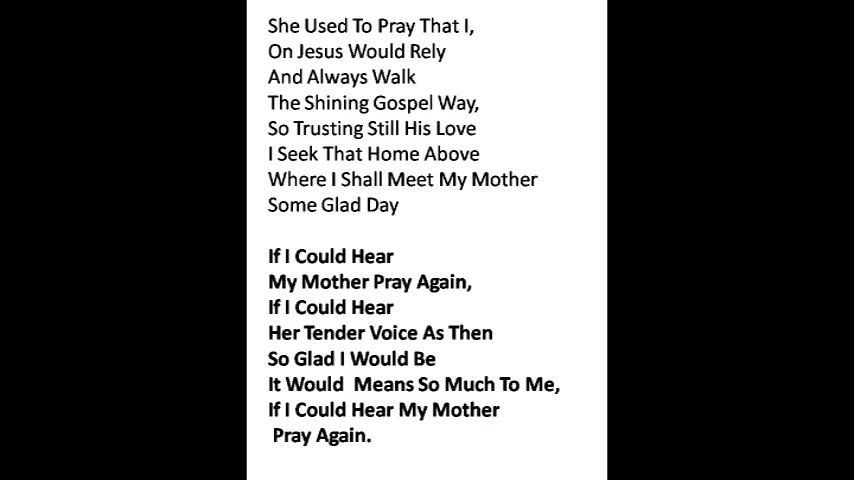 She Used To Pray That I,
On Jesus Would Rely
And Always Walk
The Shining Gospel Way,
So Trusting Still His Love
I Seek That Home Above
Where I Shall Meet My Mother
Some Glad Day
If I Could Hear
My Mother Pray Again,
If I Could Hear
Her Tender Voice As Then
So Glad I Would Be
It Would  Means So Much To Me,
If I Could Hear My Mother
Pray Again.